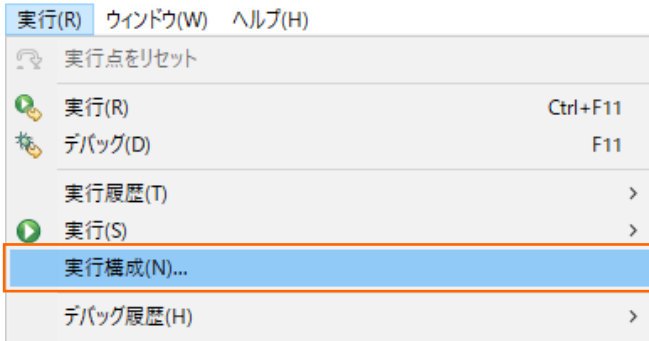 実行(R) ウィンドウ(W) ヘルプ(H)
実行点をリセット
実行(R) Ctrl+F11
デバッグ(D) F11
実行履歴(T)
実行(S)
実行構成(N)...
デバッグ履歴(H)